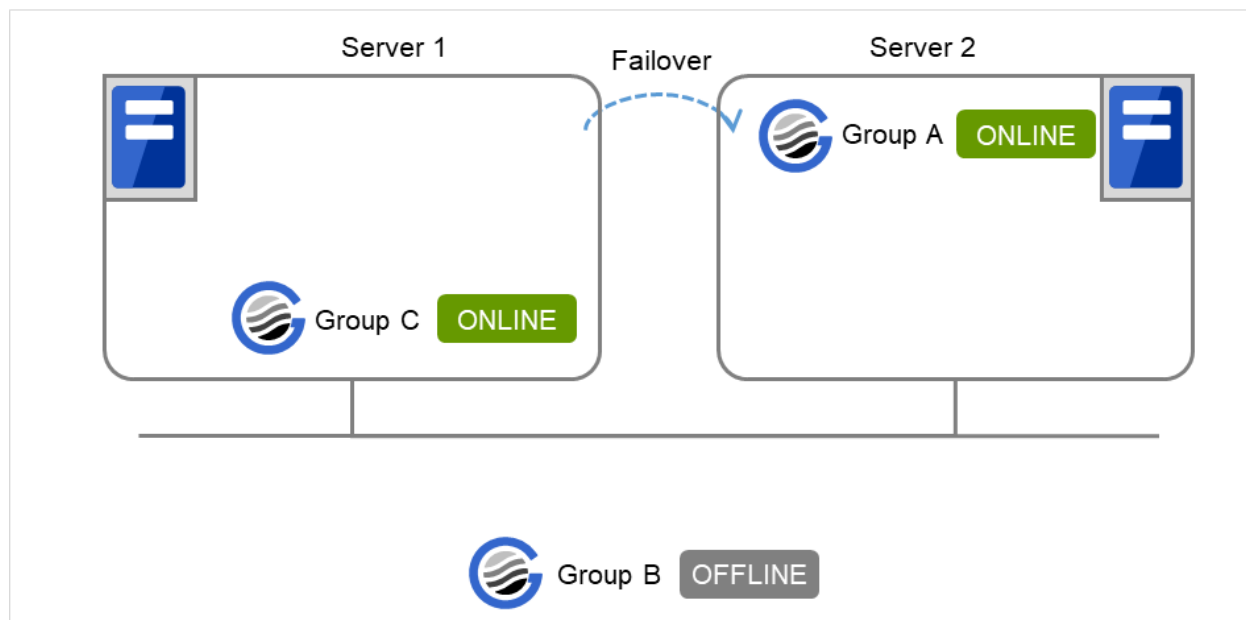 Server 1
Failover
Server 2
Group A ONLINE
Group C ONLINE
Group B OFFLINE